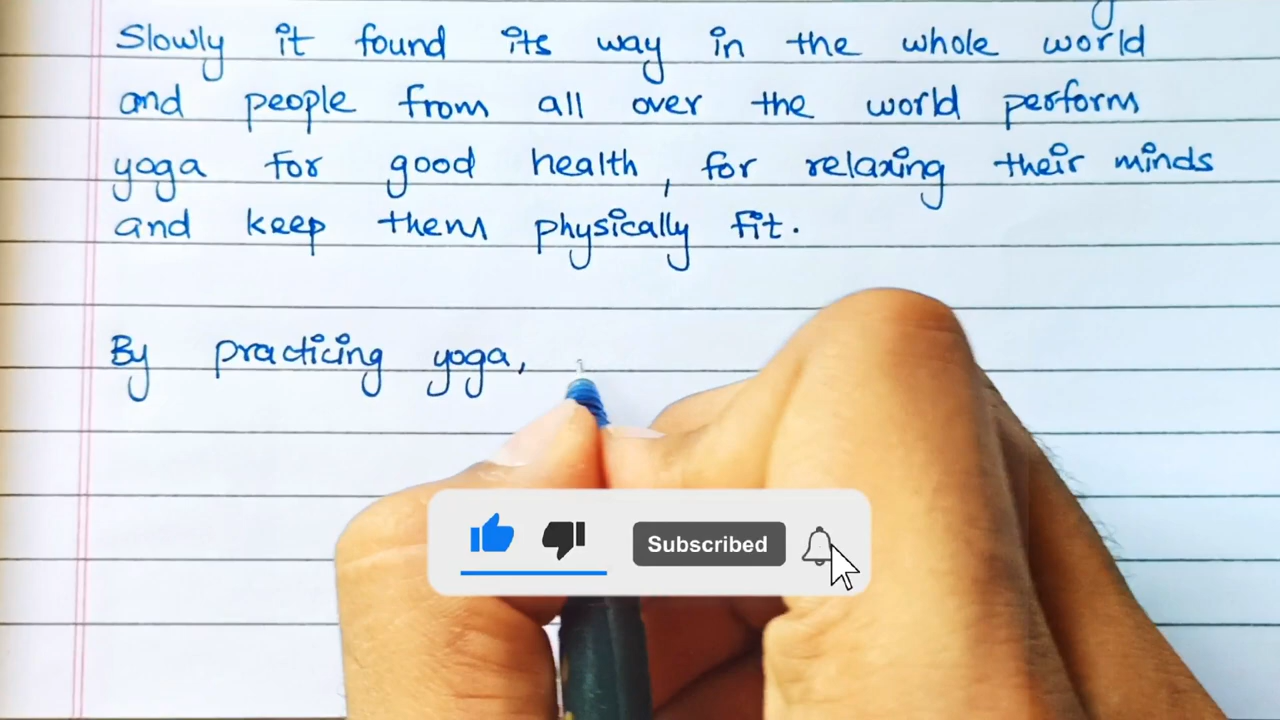 Slowly it found its way in the whole world
and people from all over the world perform
yoga for good health, for relaxing their minds
and keep them physically fit.
By practicing yoga,
Subscribed